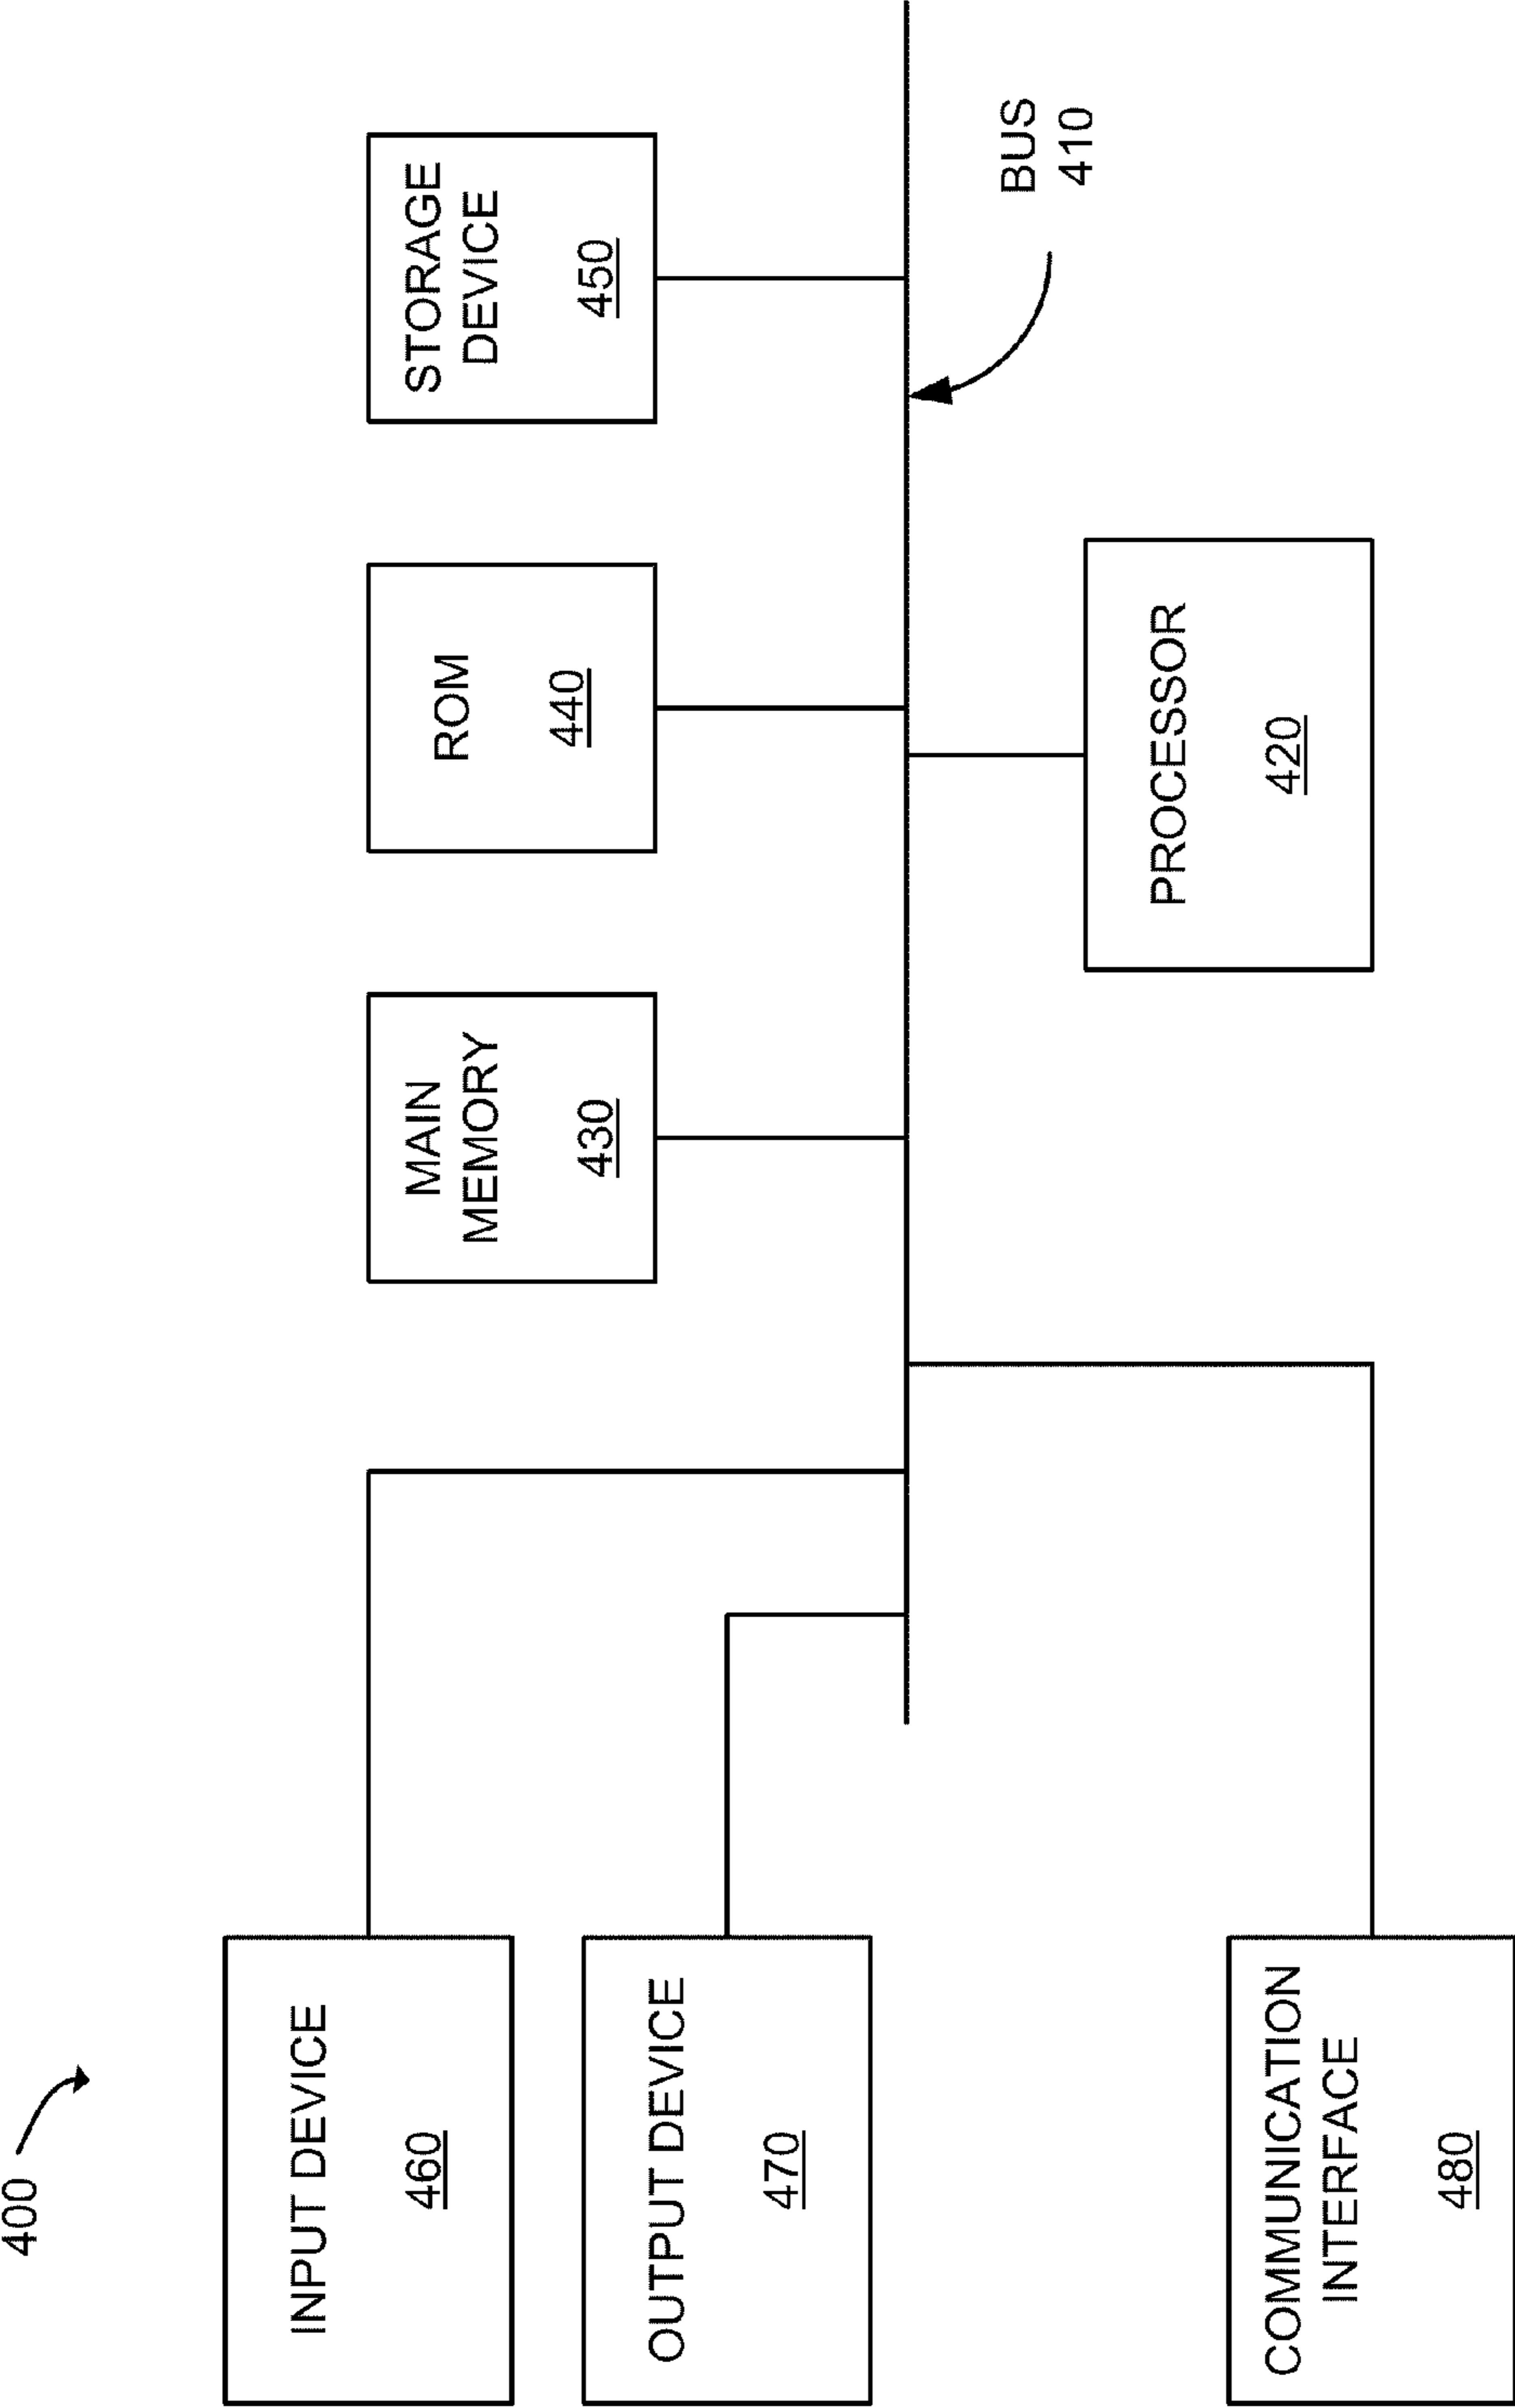 400
INPUT DEVICE
460
OUTPUT DEVICE
470
COMMUNICATION
INTERFACE
480
MAIN
MEMORY
430
ROM
440
STORAGE
DEVICE
450
BUS
410
PROCESSOR
420